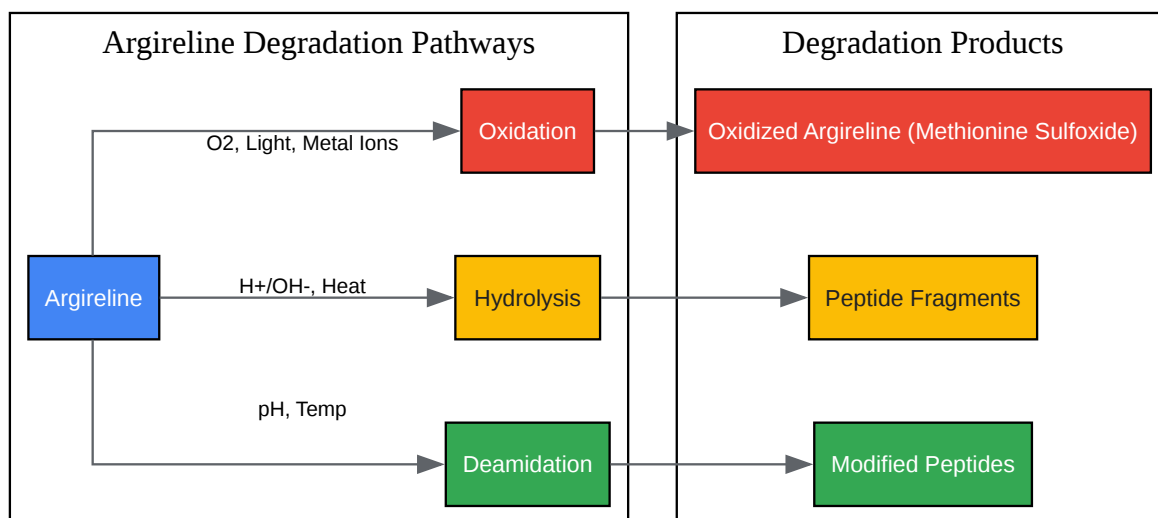 Argireline Degradation Pathways
Degradation Products
O2, Light, Metal Ions
Oxidation
Oxidized Argireline (Methionine Sulfoxide)
Argireline
H+/OH-, Heat
Hydrolysis
Peptide Fragments
pH, Temp
Deamidation
Modified Peptides